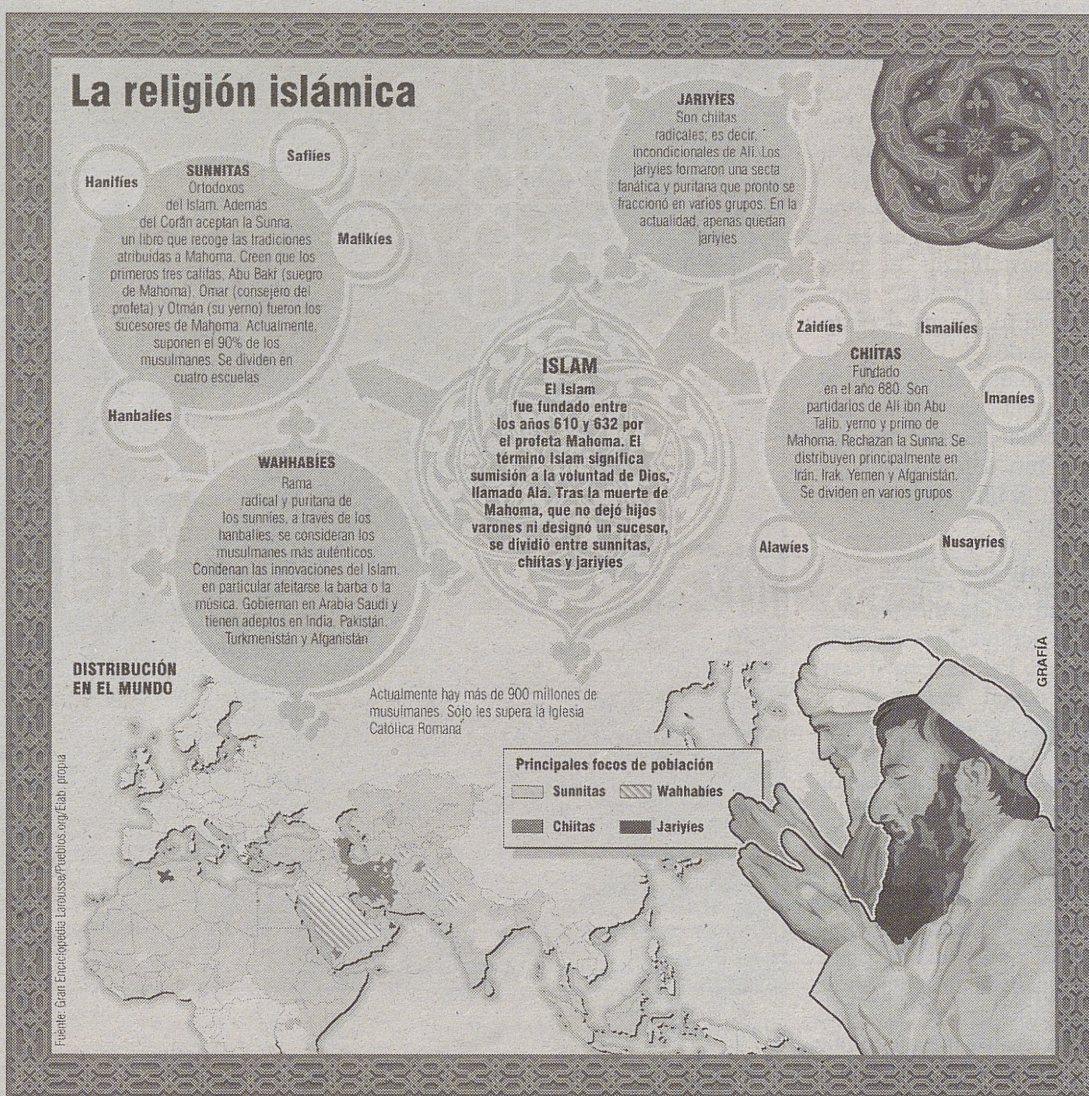 La religión islámica
SUNNITAS
Ortodoxos
del Islam. Además
del Corán aceptan la Sunna,
un libro que recoge las tradiciones
atribuidas a Mahoma. Creen que los
primeros tres califas, Abu Bakr (suegro
de Mahoma), Omar (consejero del
profeta) y Otmán (su yerno) fueron los
sucesores de Mahoma. Actualmente,
suponen el 90% de los
musulmanes. Se dividen en
cuatro escuelas
Hanifíes
Safiíes
Malikíes
Hanbalíes
JARIYÍES
Son chiitas
radicales; es decir,
incondicionales de Alí. Los
jariyíes formaron una secta
fanática y puritana que pronto se
fraccionó en varios grupos. En la
actualidad, apenas quedan
jariyíes
ISLAM
El Islam
fue fundado entre
los años 610 y 632 por
el profeta Mahoma. El
término Islam significa
sumisión a la voluntad de Dios,
llamado Alá. Tras la muerte de
Mahoma, que no dejó hijos
varones ni designó un sucesor,
se dividió entre sunnitas,
chiítas y jariyíes
Zaidíes
Ismailíes
CHIÍTAS
Fundado
en el año 680. Son
partidarios de Alí ibn Abu
Talib, yerno y primo de
Mahoma. Rechazan la Sunna. Se
distribuyen principalmente en
Irán, Irak, Yemen y Afganistán.
Se dividen en varios grupos
Imaníes
Alawíes
Nusayríes
WAHHABÍES
Rama
radical y puritana de
los sunníes, a través de los
hanbalíes, se consideran los
musulmanes más auténticos.
Condenan las innovaciones del Islam,
en particular afeitarse la barba o la
música. Gobiernan en Arabia Saudí y
tienen adeptos en India, Pakistán,
Turkmenistán y Afganistán
DISTRIBUCIÓN
EN EL MUNDO
Actualmente hay más de 900 millones de
musulmanes. Sólo les supera la Iglesia
Católica Romana
Principales focos de población
Sunnitas
Wahhabíes
Chiítas
Jariyíes
Fuente: Gran Enciclopedia Larousse/Pueblos.org/Elab. propia
GRAFÍA